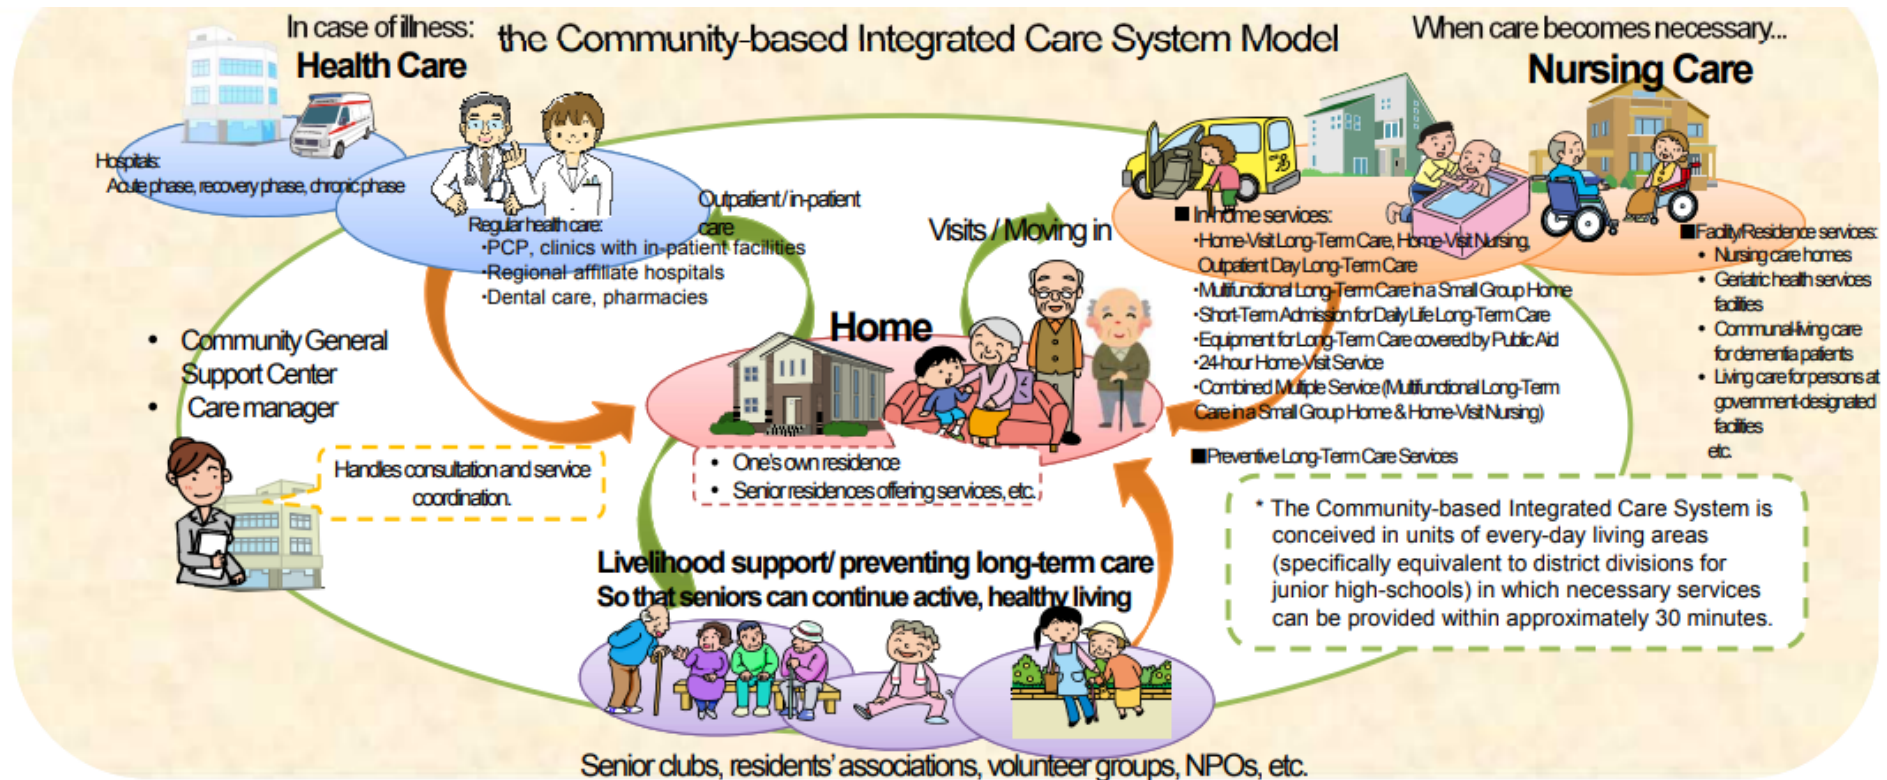 In case of illness:
Health Care
the Community-based Integrated Care System Model
When care becomes necessary...
Nursing Care
Hospitals:
Acute phase, recovery phase, chronic phase
Regular health care:
•PCP, clinics with in-patient facilities
•Regional affiliate hospitals
•Dental care, pharmacies
Outpatient / in-patient
care
Visits / Moving in
■ In-home services:
•Home-Visit Long-Term Care, Home-Visit Nursing,
Outpatient Day Long-Term Care
•Multifunctional Long-Term Care in a Small Group Home
•Short-Term Admission for Daily Life Long-Term Care
•Equipment for Long-Term Care covered by Public Aid
•24-hour Home-Visit Service
•Combined Multiple Service (Multifunctional Long-Term
Care in a Small Group Home & Home-Visit Nursing)
■Preventive Long-Term Care Services
■Facility/Residence services:
• Nursing care homes
• Geriatric health services
facilities
• Communal-living care
for dementia patients
• Living care for persons at
government-designated
facilities
etc.
• Community General
Support Center
• Care manager
Handles consultation and service
coordination.
Home
• One's own residence
• Senior residences offering services, etc.
Livelihood support/ preventing long-term care
So that seniors can continue active, healthy living
* The Community-based Integrated Care System is
conceived in units of every-day living areas
(specifically equivalent to district divisions for
junior high-schools) in which necessary services
can be provided within approximately 30 minutes.
Senior clubs, residents' associations, volunteer groups, NPOs, etc.